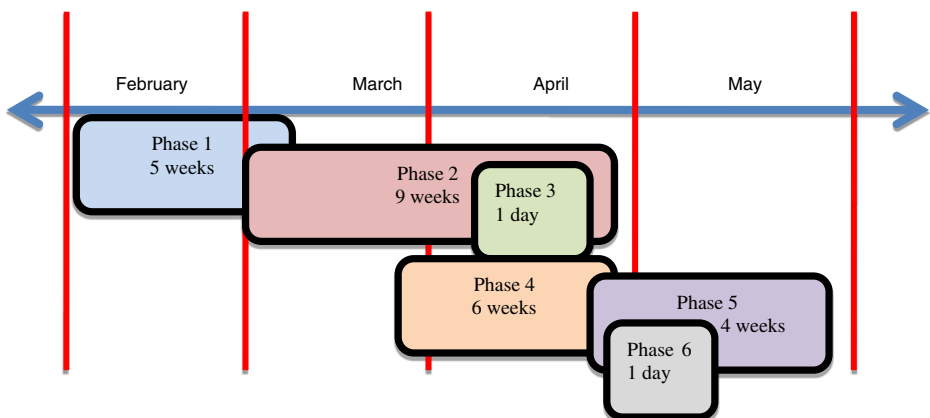 February
March
April
May
Phase 1
5 weeks
Phase 2
9 weeks
Phase 3
1 day
Phase 4
6 weeks
Phase 5
4 weeks
Phase 6
1 day